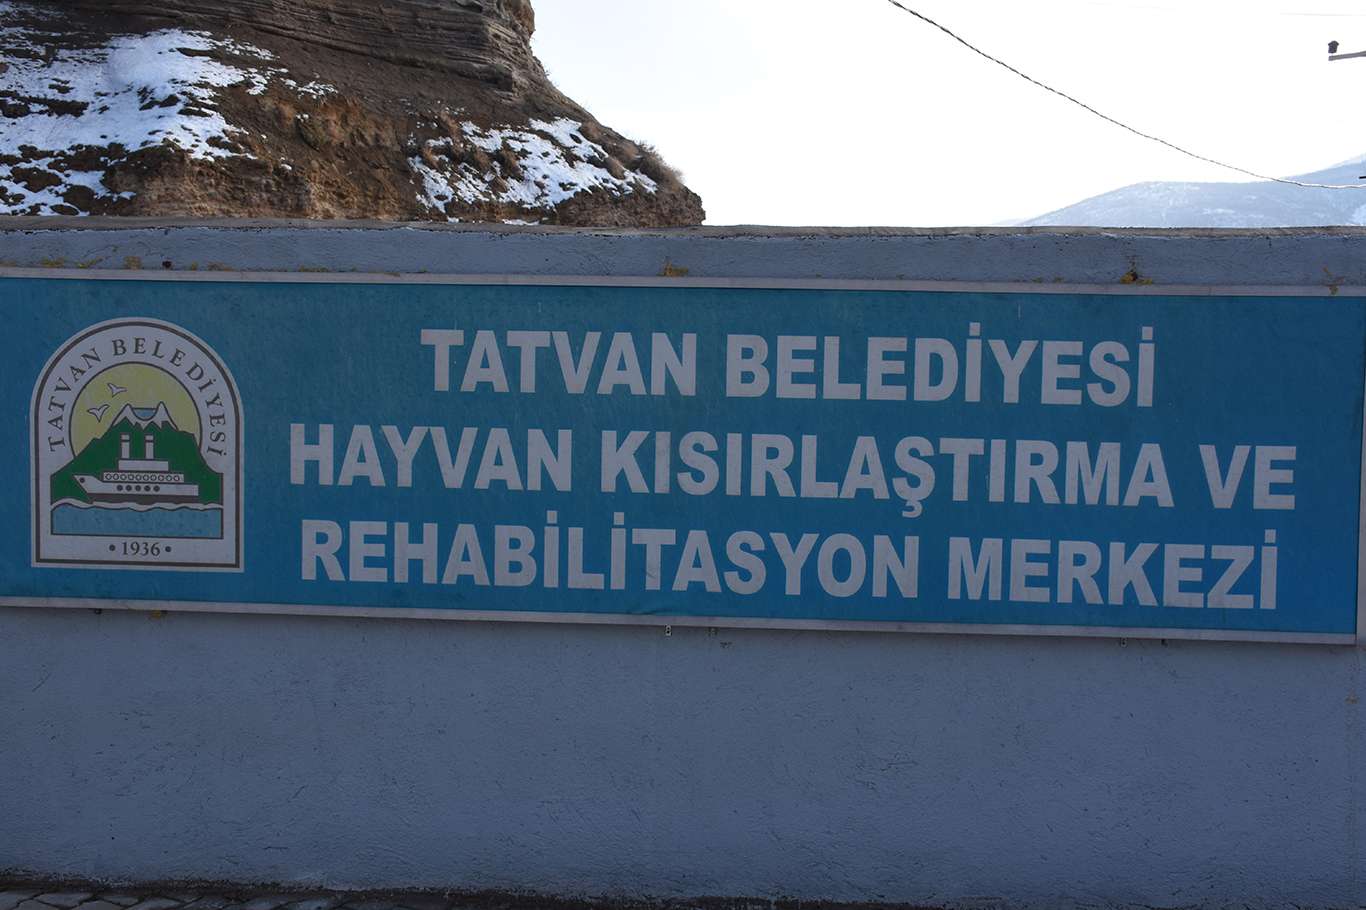 TATVAN BELEDİYESİ
TATVAN BELEDİYESİ
HAYVAN KISIRLAŞTIRMA VE
REHABİLİTASYON MERKEZİ
• 1936 •